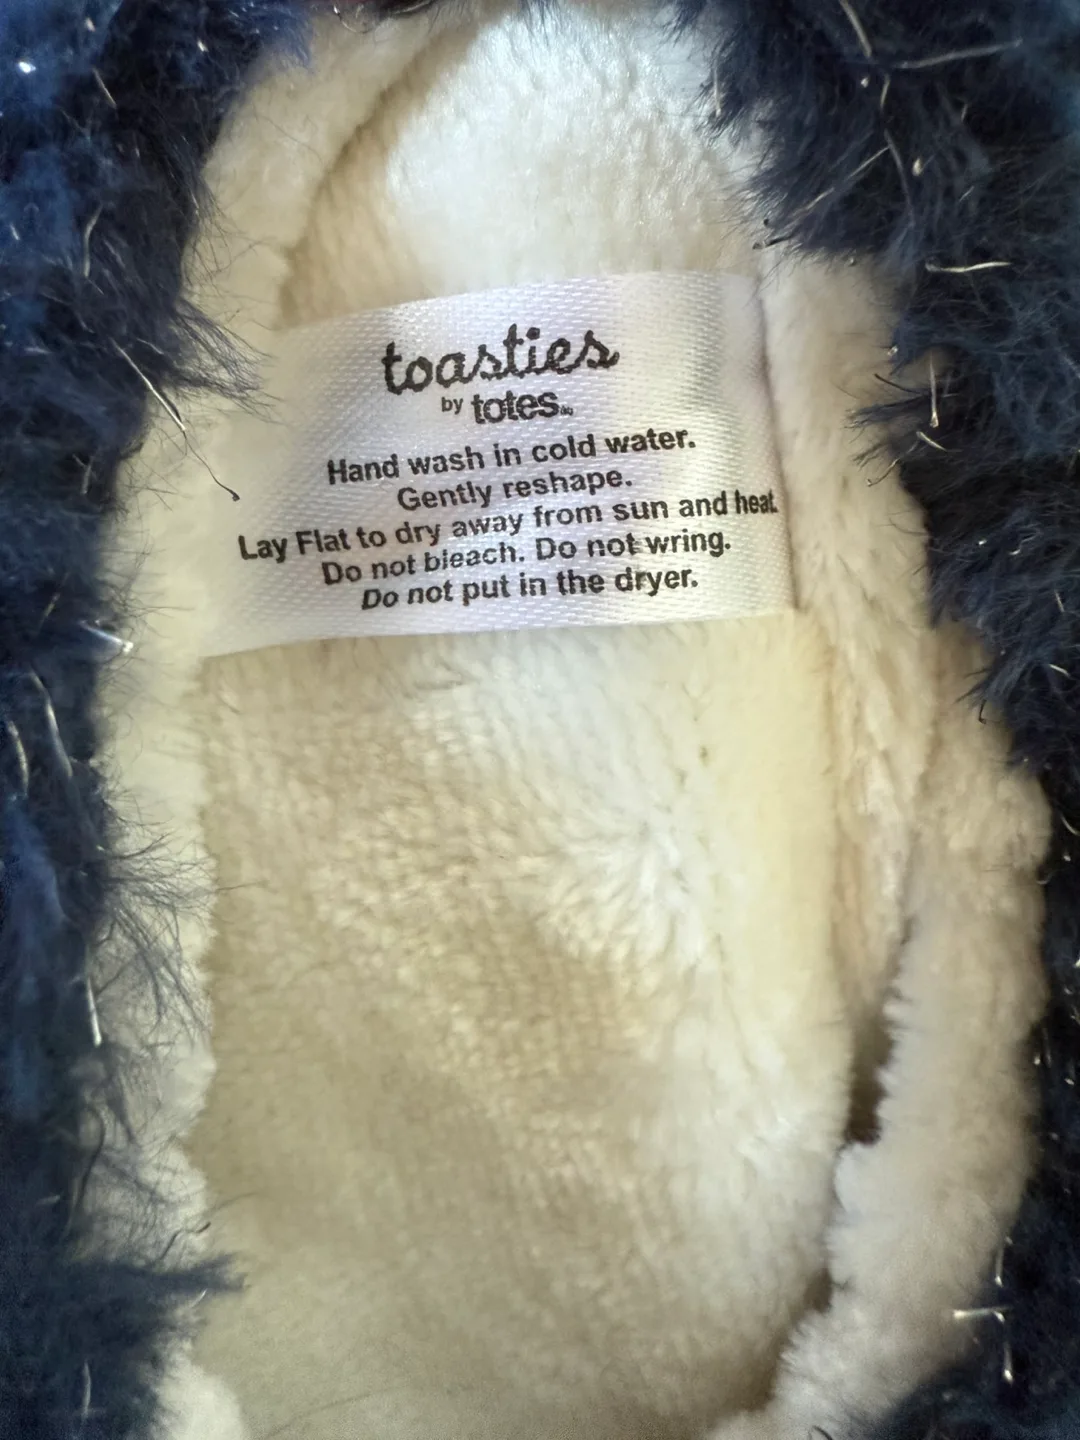 toasties
by totes
Hand wash in cold water.
Gently reshape.
Lay Flat to dry away from sun and heat.
Do not bleach. Do not wring.
Do not put in the dryer.